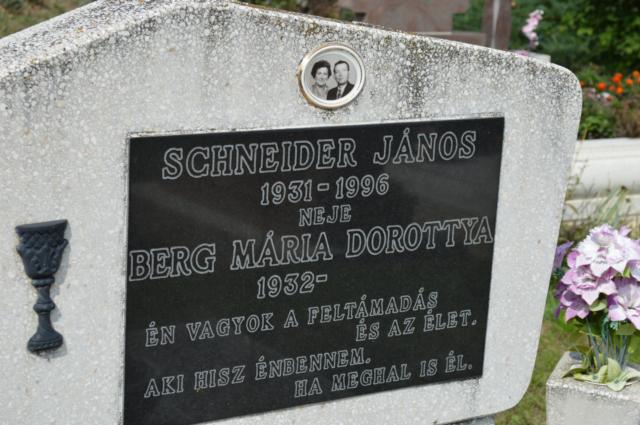 SCHNEIDER JÁNOS
1931-1996
NEJE
BERG MÁRIA DOROTTYA
1932-
ÉN VAGYOK A FELTÁMADÁS
ÉS AZ ÉLET.
AKI HISZ ÉNBENNEM.
HA MEGHAL IS ÉL.